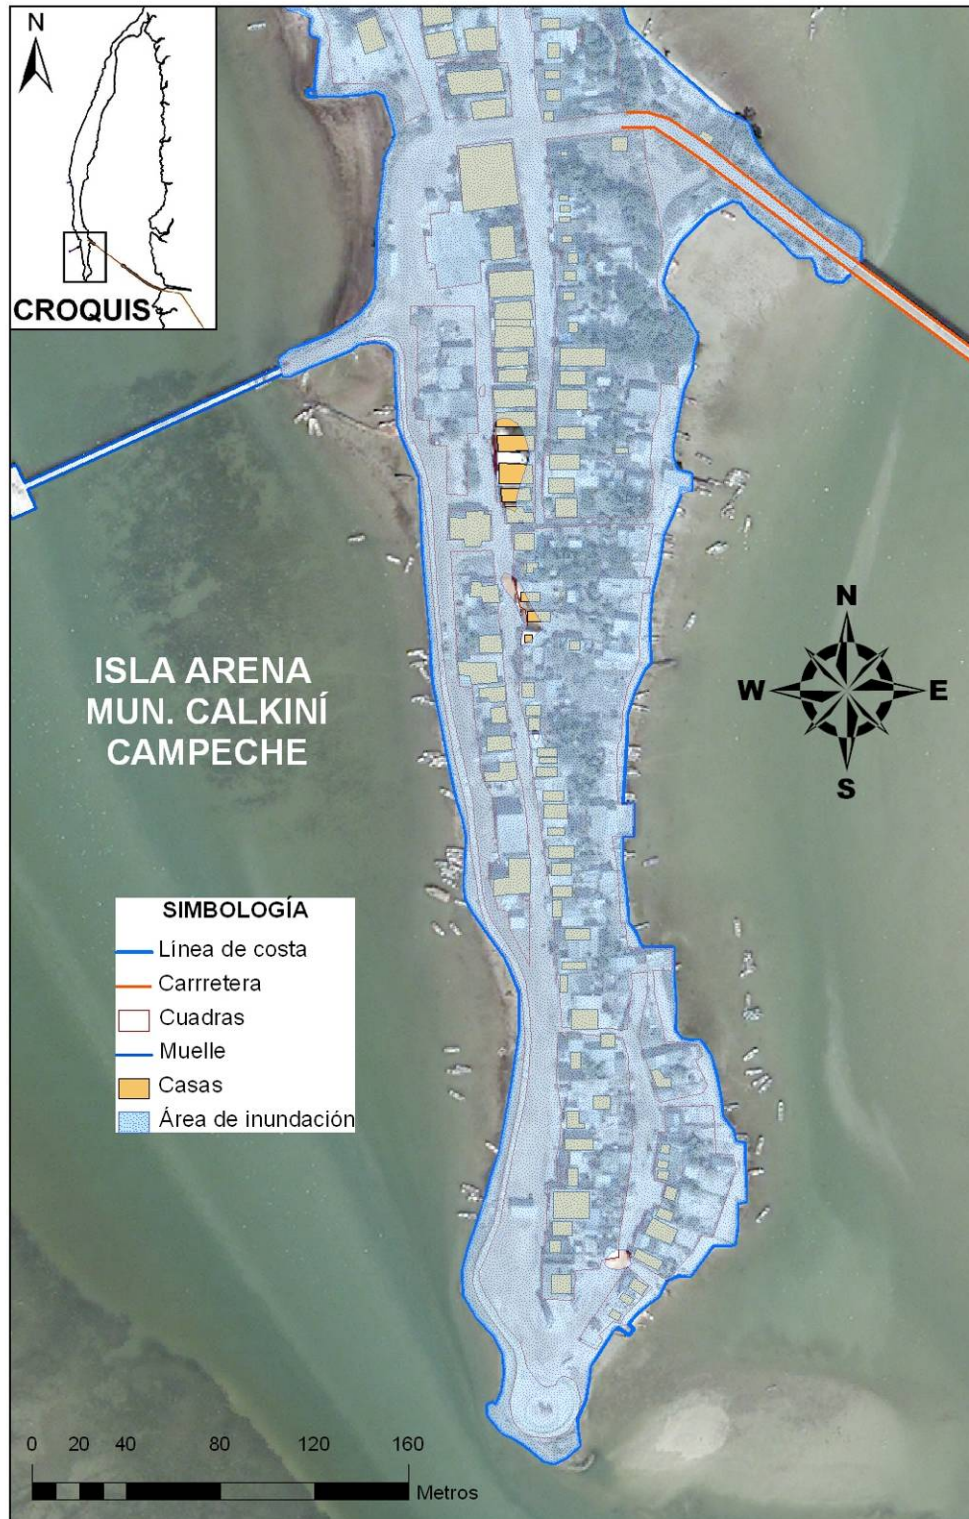 N
CROQUIS
ISLA ARENA
MUN. CALKINÍ
CAMPECHE
N
W E
S
SIMBOLOGÍA
Línea de costa
Carrretera
Cuadras
Muelle
Casas
Área de inundación
0 20 40 80 120 160
Metros